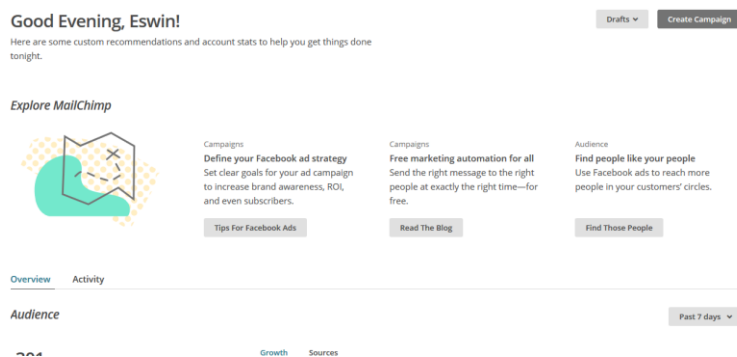 Good Evening, Eswin!
Drafts
Create Campaign
Here are some custom recommendations and account stats to help you get things done
tonight.
Explore MailChimp
Campaigns
Define your Facebook ad strategy
Set clear goals for your ad campaign
to increase brand awareness, ROI,
and even subscribers.
Tips For Facebook Ads
Campaigns
Free marketing automation for all
Send the right message to the right
people at exactly the right time—for
free.
Read The Blog
Audience
Find people like your people
Use Facebook ads to reach more
people in your customers' circles.
Find Those People
Overview Activity
Audience
Past 7 days
Growth Sources